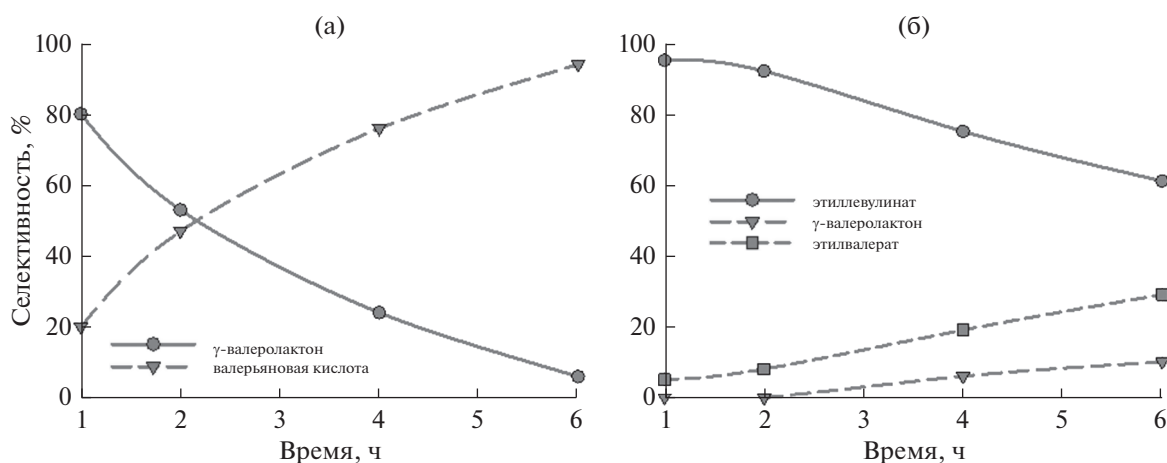 (а)
Селективность, %
100
80
60
40
20
0
γ-валеролактон
валерьяновая кислота
1 2 3 4 5 6
Время, ч
(б)
100
80
60
40
20
0
этиллевулинат
γ-валеролактон
этилвалерат
1 2 3 4 5 6
Время, ч